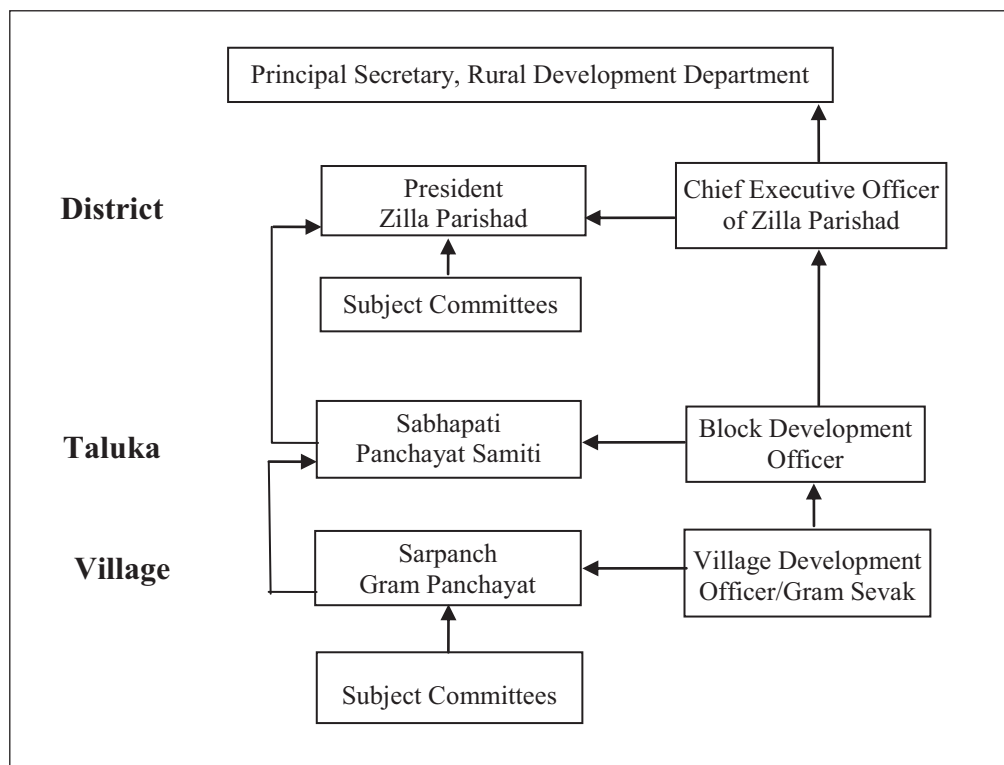 Principal Secretary, Rural Development Department
District
President
Zilla Parishad
Chief Executive Officer
of Zilla Parishad
Subject Committees
Taluka
Sabhapati
Panchayat Samiti
Block Development
Officer
Village
Sarpanch
Gram Panchayat
Village Development
Officer/Gram Sevak
Subject Committees